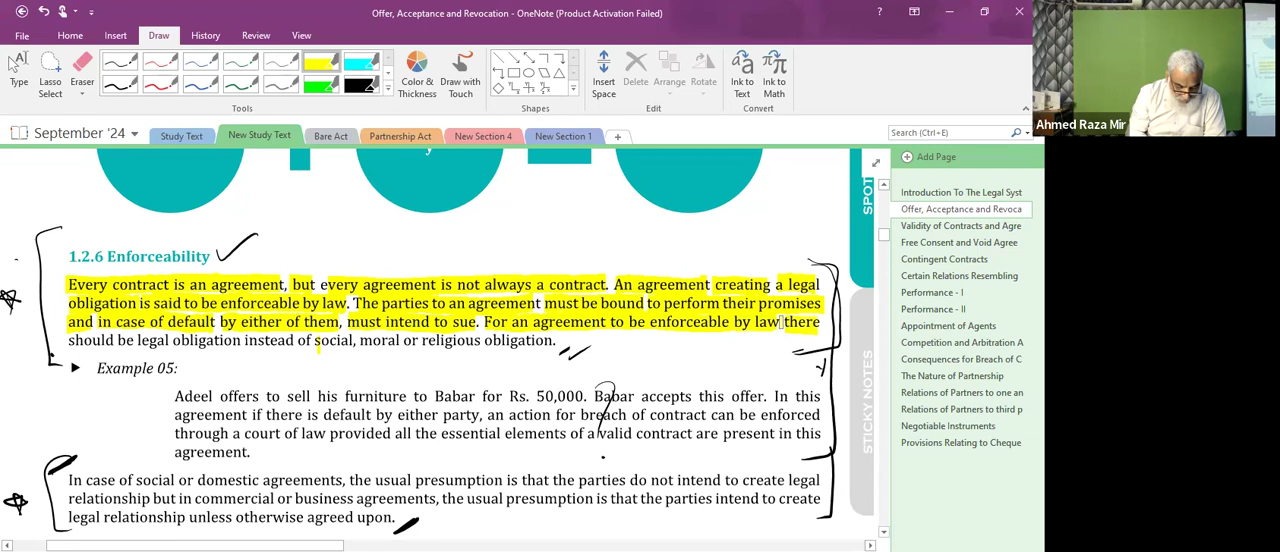 Offer, Acceptance and Revocation - OneNote (Product Activation Failed)
File Home Insert Draw History Review View
Type
Lasso Select
Eraser
Color & Thickness
Draw with Touch
Insert Space
Delete
Arrange
Rotate
Ink to Text
Ink to Math
Tools
Shapes
Edit
Convert
Ahmed Raza Mir
September '24
Study Text
New Study Text
Bare Act
Partnership Act
New Section 4
New Section 1
Search (Ctrl+E)
Add Page
Introduction To The Legal Syst
Offer, Acceptance and Revoca
Validity of Contracts and Agre
Free Consent and Void Agree
Contingent Contracts
Certain Relations Resembling
Performance - I
Performance - II
Appointment of Agents
Competition and Arbitration A
Consequences for Breach of C
The Nature of Partnership
Relations of Partners to one an
Relations of Partners to third p
Negotiable Instruments
Provisions Relating to Cheque
SPOT
STICKY NOTES
y
1.2.6 Enforceability
Every contract is an agreement, but every agreement is not always a contract. An agreement creating a legal
obligation is said to be enforceable by law. The parties to an agreement must be bound to perform their promises
and in case of default by either of them, must intend to sue. For an agreement to be enforceable by law there
should be legal obligation instead of social, moral or religious obligation.
Example 05:
Adeel offers to sell his furniture to Babar for Rs. 50,000. Babar accepts this offer. In this
agreement if there is default by either party, an action for breach of contract can be enforced
through a court of law provided all the essential elements of a valid contract are present in this
agreement.
In case of social or domestic agreements, the usual presumption is that the parties do not intend to create legal
relationship but in commercial or business agreements, the usual presumption is that the parties intend to create
legal relationship unless otherwise agreed upon.